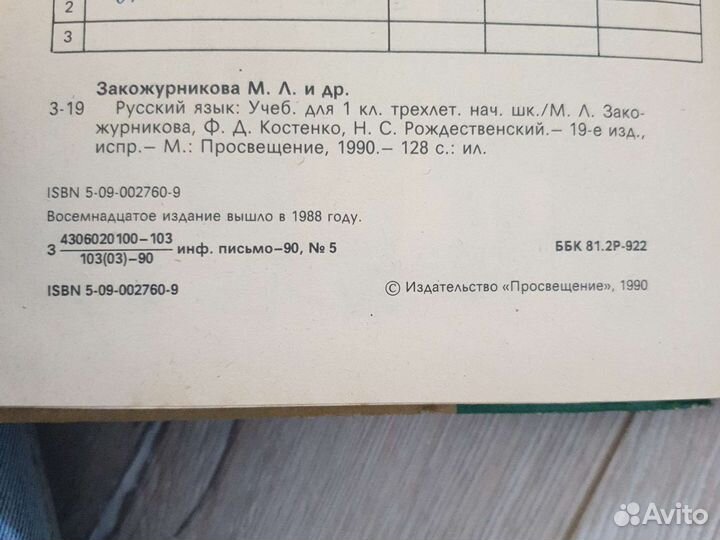 2
3
Закожурникова М. Л. и др.
З-19 Русский язык: Учеб. для 1 кл. трехлет. нач. шк./М. Л. Зако-
журникова, Ф. Д. Костенко, Н. С. Рождественский.— 19-е изд.,
испр.— М.: Просвещение, 1990.— 128 с.: ил.
ISBN 5-09-002760-9
Восемнадцатое издание вышло в 1988 году.
З 4306020100—103
103(03)—90 инф. письмо—90, № 5 ББК 81.2Р-922
ISBN 5-09-002760-9 © Издательство «Просвещение», 1990
Avito